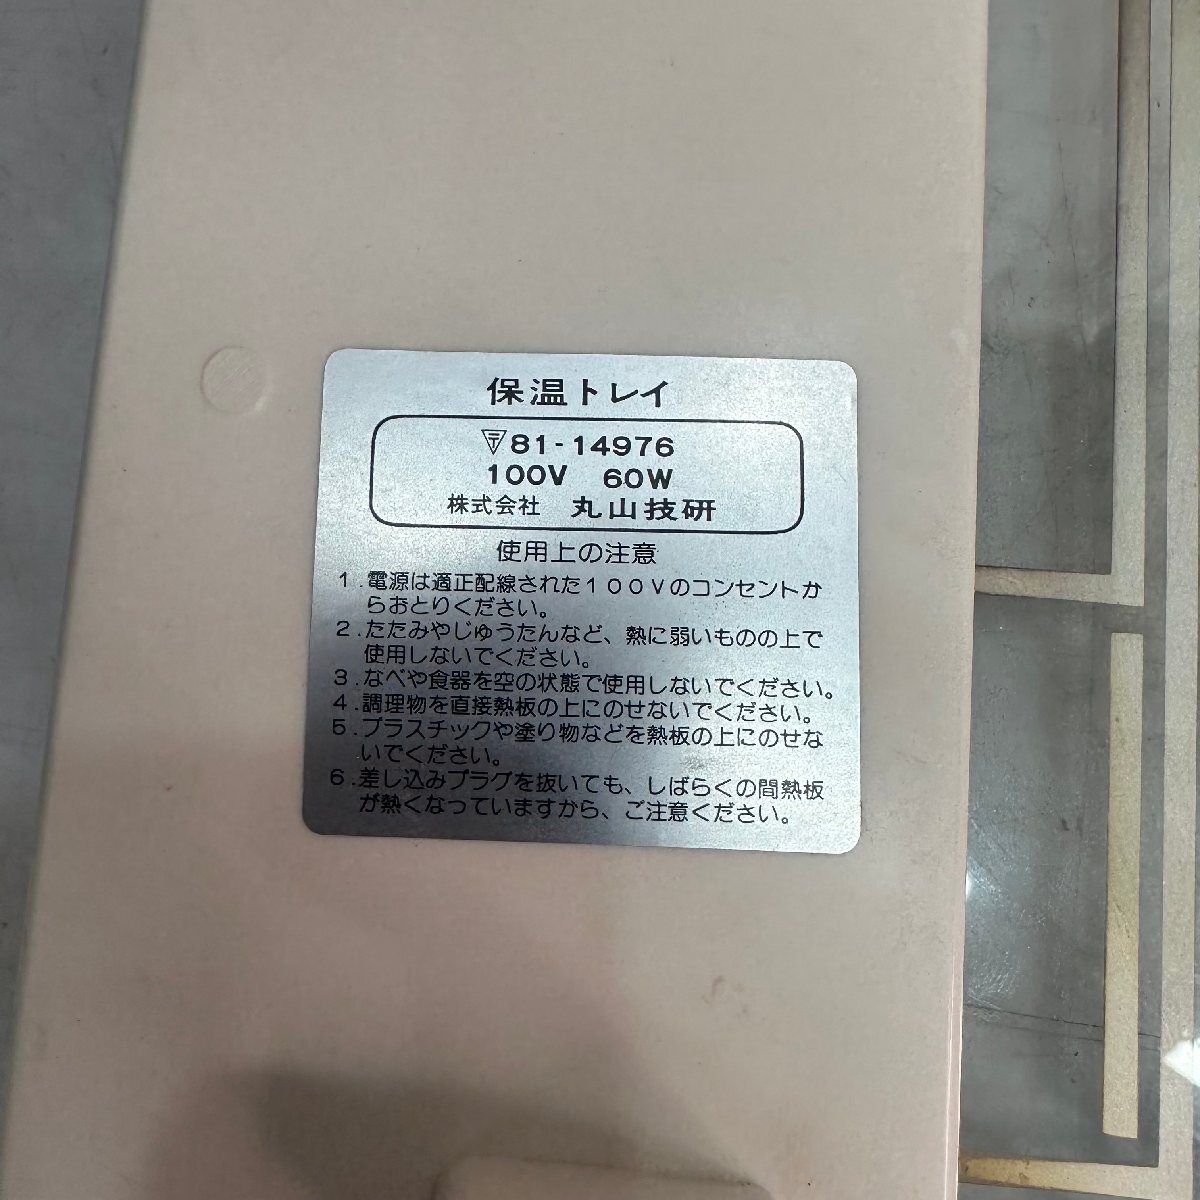 保温トレイ
〒81-14976
100V 60W
株式会社 丸山技研
使用上の注意
1.電源は適正配線された100Vのコンセントか
らおとりください。
2.たたみやじゅうたんなど、熱に弱いものの上で
使用しないでください。
3.なべや食器を空の状態で使用しないでください。
4.調理物を直接熱板の上にのせないでください。
5.プラスチックや塗り物などを熱板の上にのせな
いでください。
6.差し込みプラグを抜いても、しばらくの間熱板
が熱くなっていますから、ご注意ください。